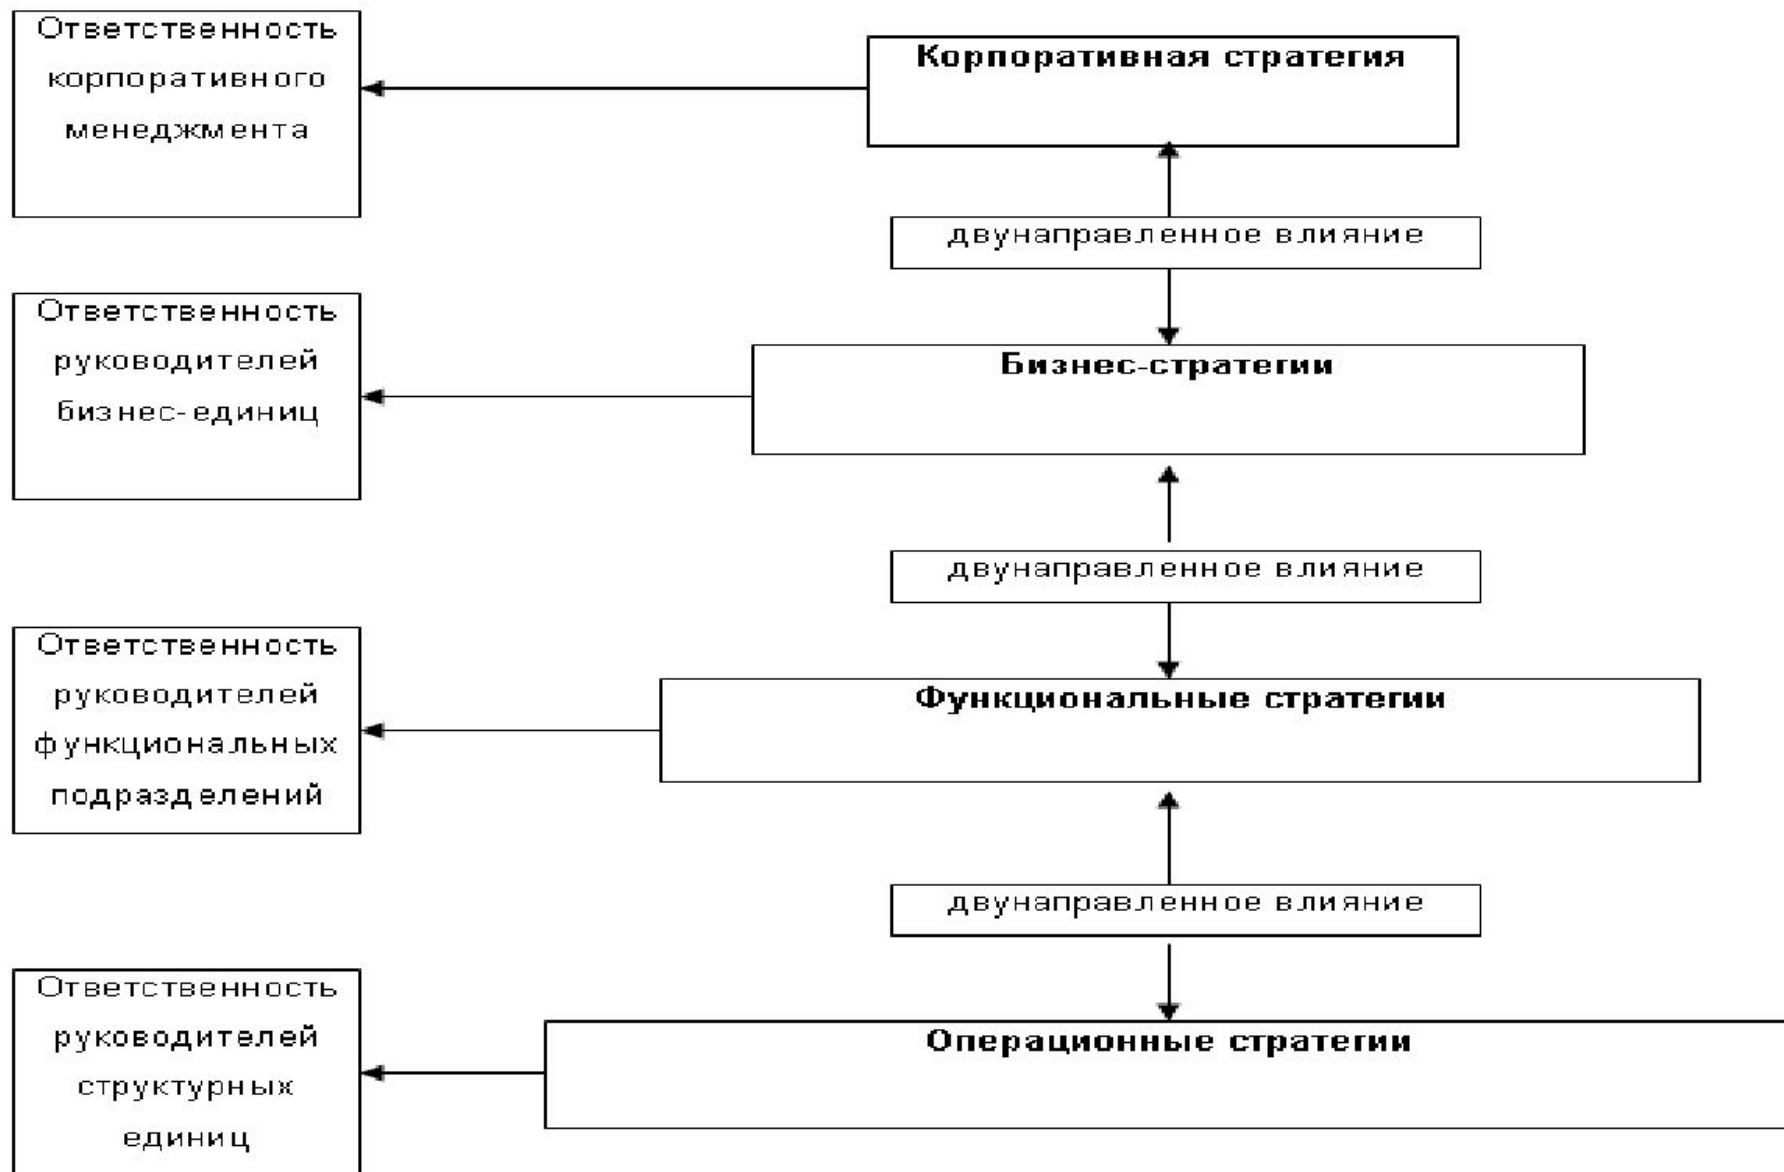 Ответственность
корпоративного
менеджмента
Корпоративная стратегия
двунаправленное влияние
Ответственность
руководителей
бизнес-единиц
Бизнес-стратегии
двунаправленное влияние
Ответственность
руководителей
функциональных
подразделений
Функциональные стратегии
двунаправленное влияние
Ответственность
руководителей
структурных
единиц
Операционные стратегии